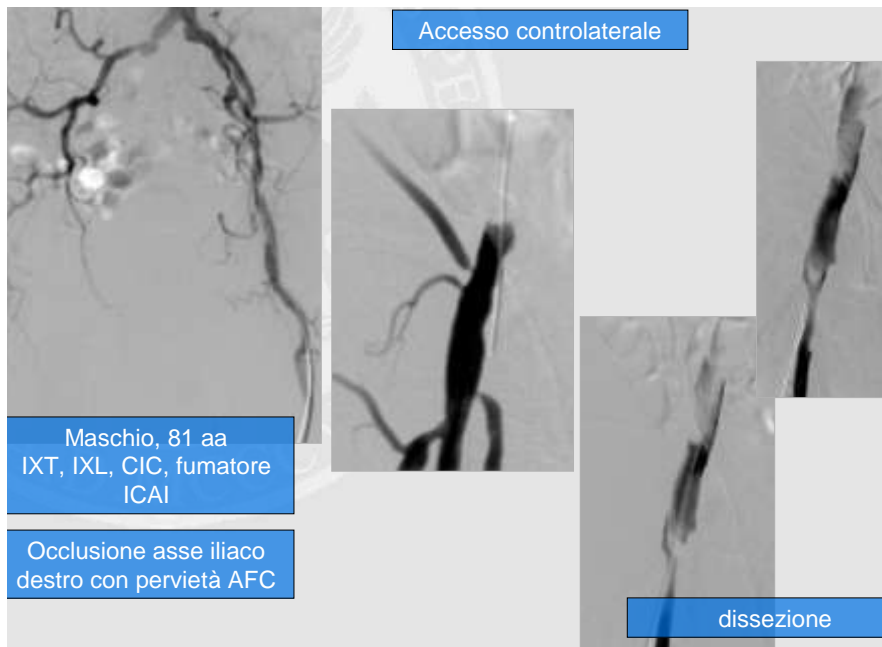 Accesso controlaterale
Maschio, 81 aa
IXT, IXL, CIC, fumatore
ICAI
Occlusione asse iliaco
destro con pervietà AFC
dissezione